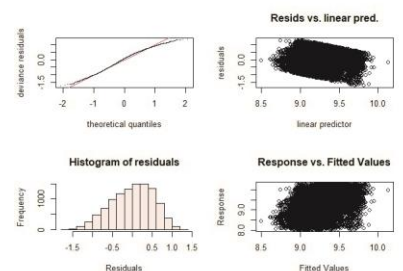 deviance residuals
-1.5 0.0
-2 -1 0 1 2
theoretical quantiles
Resids vs. linear pred.
residuals
-1.5 0.0
8.5 9.0 9.5 10.0
linear predictor
Histogram of residuals
Frequency
0 1000
-1.5 -0.5 0.5 1.0 1.5
Residuals
Response vs. Fitted Values
Response
8.0 9.0
8.5 9.0 9.5 10.0
Fitted Values